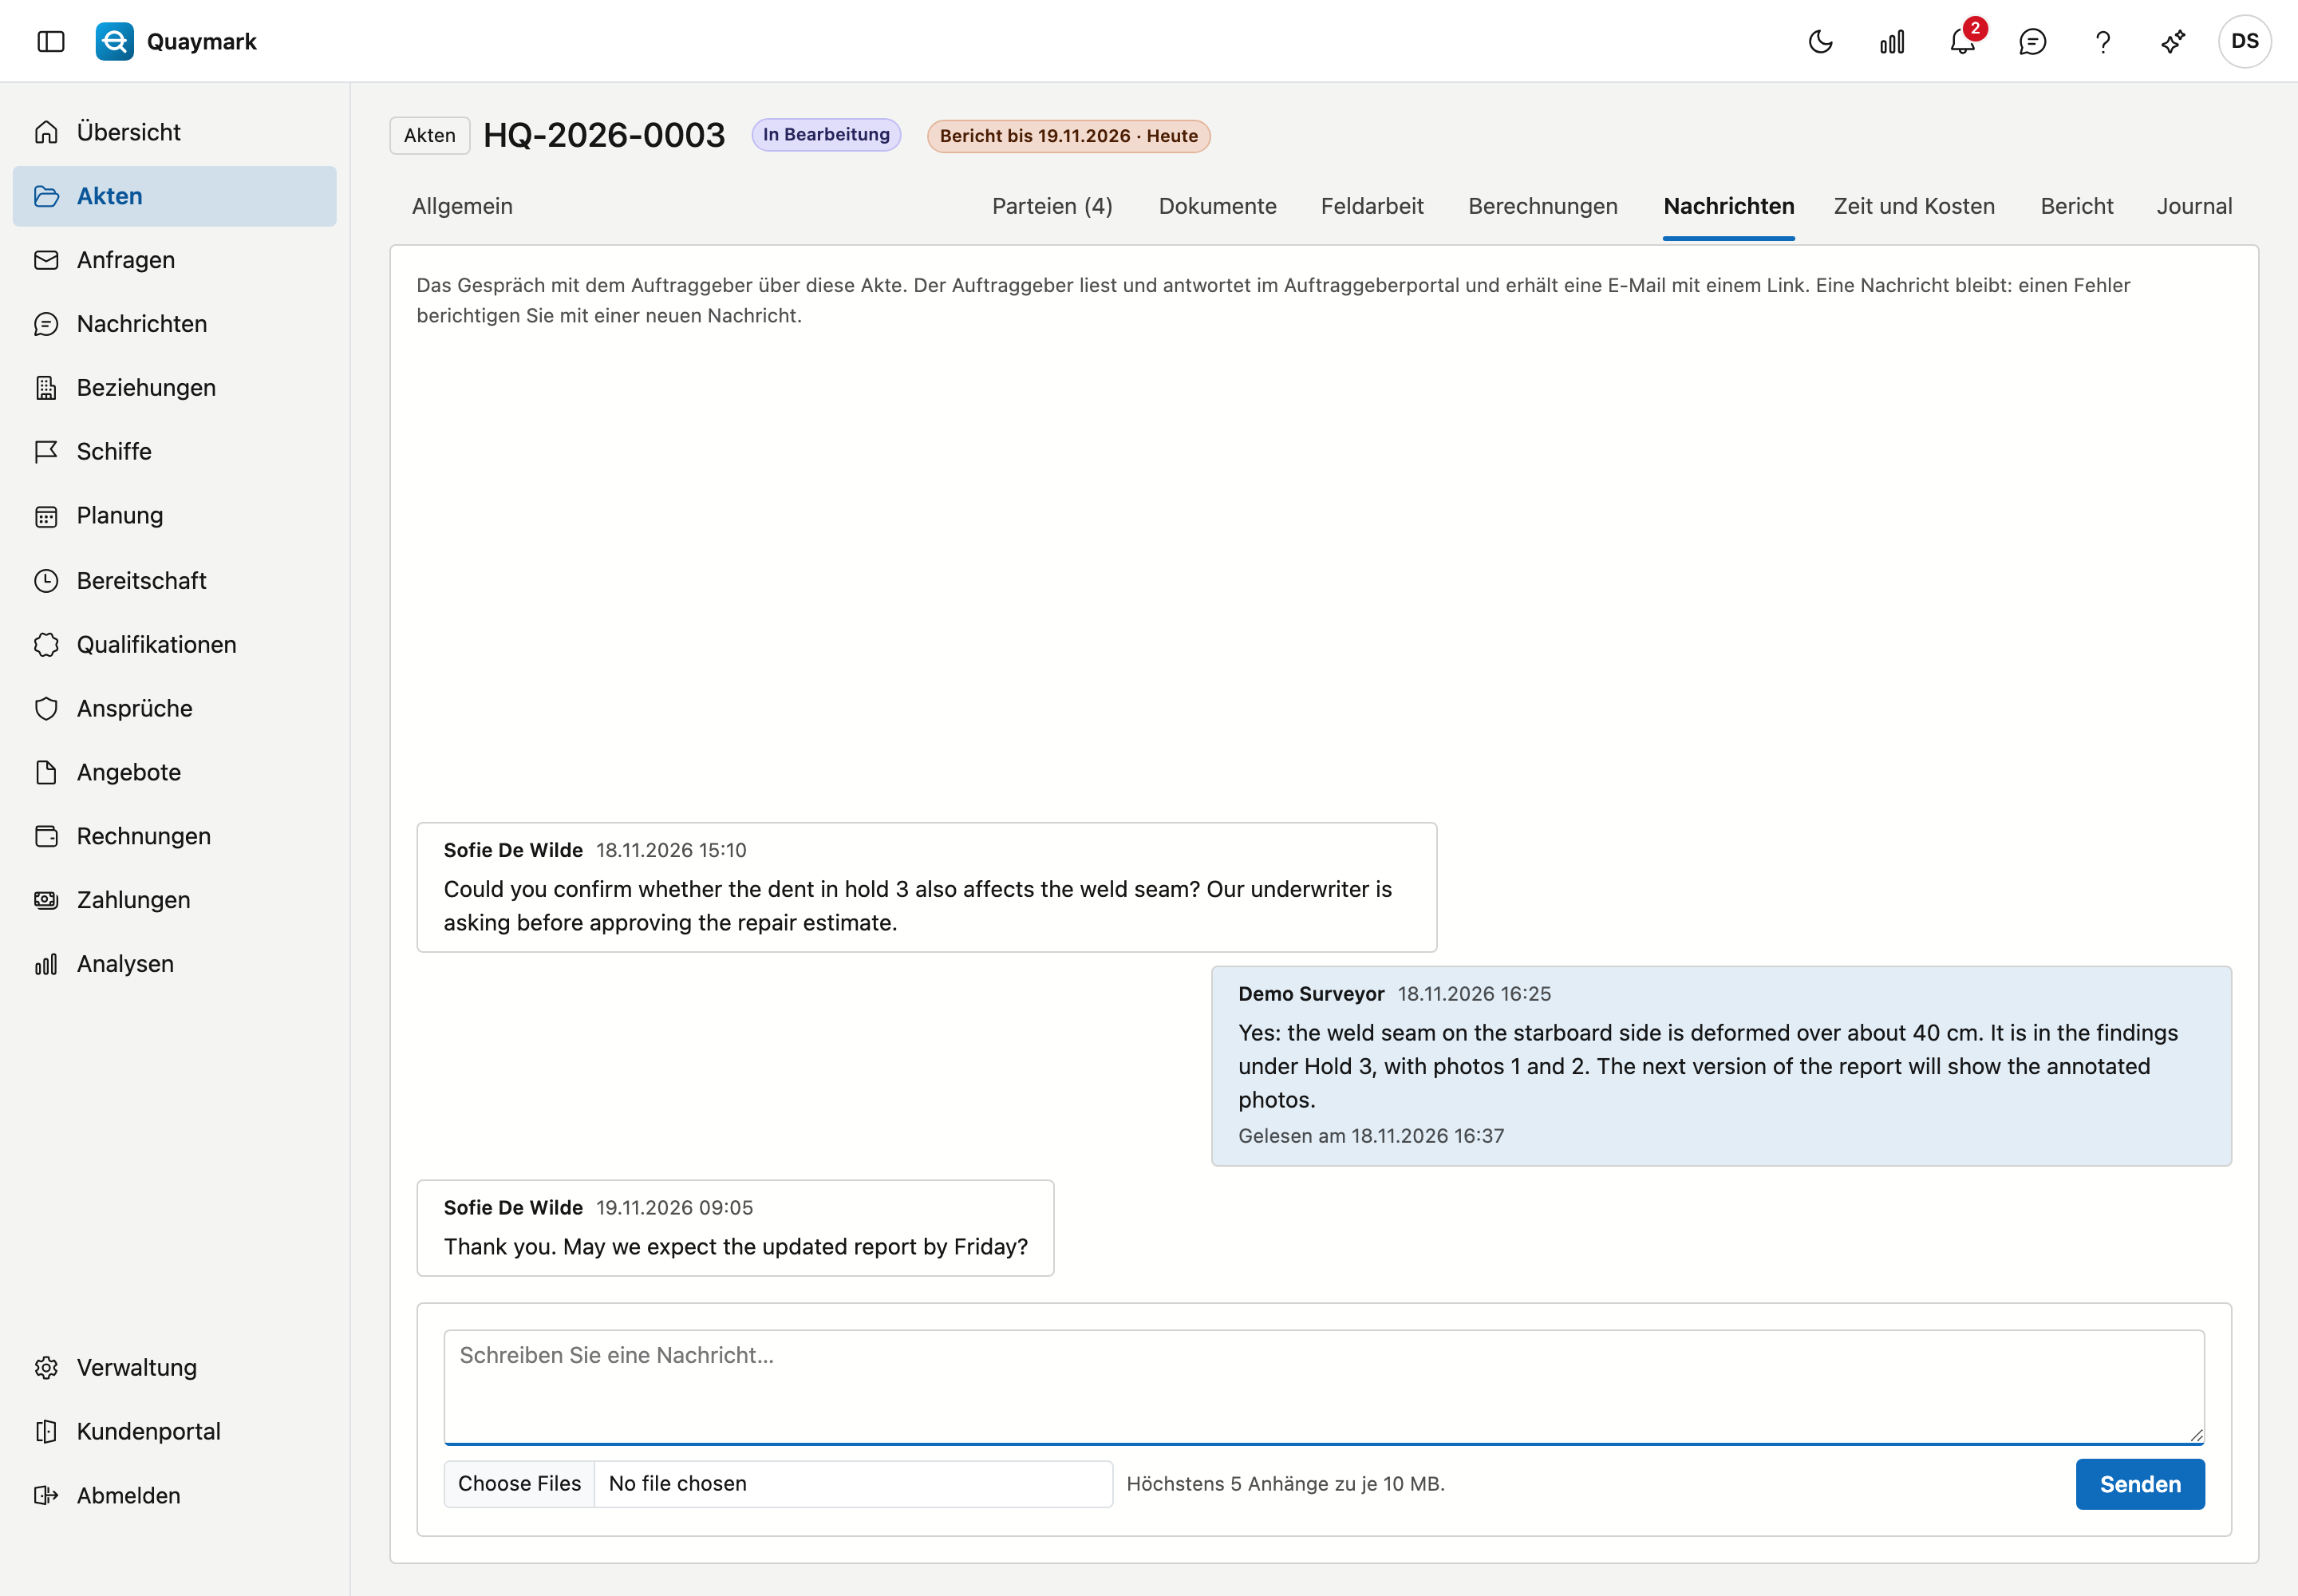 Quaymark
2
DS
Übersicht
Akten
Anfragen
Nachrichten
Beziehungen
Schiffe
Planung
Bereitschaft
Qualifikationen
Ansprüche
Angebote
Rechnungen
Zahlungen
Analysen
Verwaltung
Kundenportal
Abmelden
Akten HQ-2026-0003 In Bearbeitung Bericht bis 19.11.2026 · Heute
Allgemein Parteien (4) Dokumente Feldarbeit Berechnungen Nachrichten Zeit und Kosten Bericht Journal
Das Gespräch mit dem Auftraggeber über diese Akte. Der Auftraggeber liest und antwortet im Auftraggeberportal und erhält eine E-Mail mit einem Link. Eine Nachricht bleibt: einen Fehler
berichtigen Sie mit einer neuen Nachricht.
Sofie De Wilde 18.11.2026 15:10
Could you confirm whether the dent in hold 3 also affects the weld seam? Our underwriter is
asking before approving the repair estimate.
Demo Surveyor 18.11.2026 16:25
Yes: the weld seam on the starboard side is deformed over about 40 cm. It is in the findings
under Hold 3, with photos 1 and 2. The next version of the report will show the annotated
photos.
Gelesen am 18.11.2026 16:37
Sofie De Wilde 19.11.2026 09:05
Thank you. May we expect the updated report by Friday?
Schreiben Sie eine Nachricht...
Choose Files No file chosen Höchstens 5 Anhänge zu je 10 MB. Senden